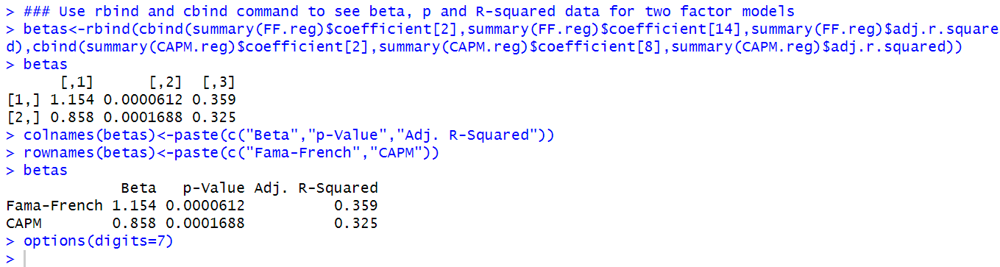 > ### Use rbind and cbind command to see beta, p and R-squared data for two factor models
> betas<-rbind(cbind(summary(FF.reg)$coefficient[2],summary(FF.reg)$coefficient[14],summary(FF.reg)$adj.r.square
d),cbind(summary(CAPM.reg)$coefficient[2],summary(CAPM.reg)$coefficient[8],summary(CAPM.reg)$adj.r.squared))
> betas
      [,1]      [,2]  [,3]
[1,] 1.154 0.0000612 0.359
[2,] 0.858 0.0001688 0.325
> colnames(betas)<-paste(c("Beta","p-Value","Adj. R-Squared"))
> rownames(betas)<-paste(c("Fama-French","CAPM"))
> betas
             Beta   p-Value Adj. R-Squared
Fama-French 1.154 0.0000612          0.359
CAPM        0.858 0.0001688          0.325
> options(digits=7)
>